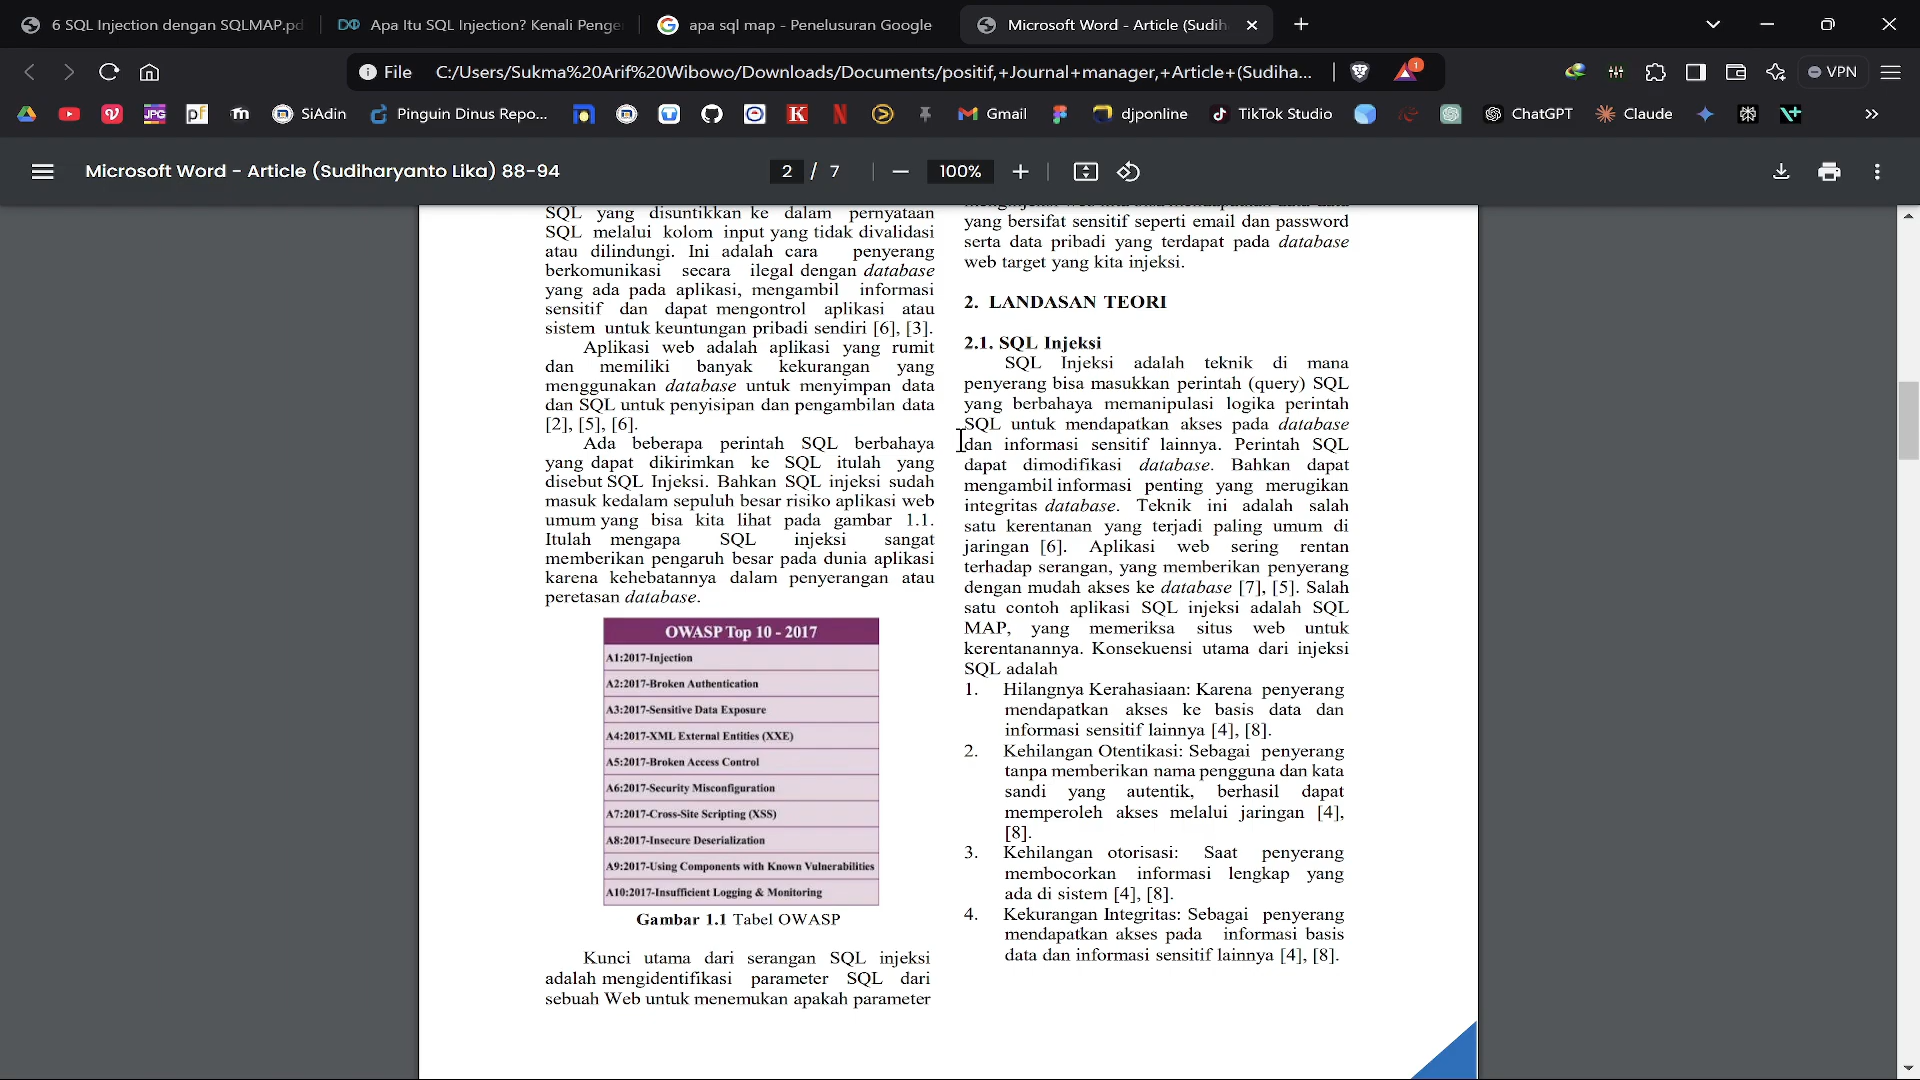 6 SQL Injection dengan SQLMAP.pd
Apa Itu SQL Injection? Kenali Penge
apa sql map - Penelusuran Google
Microsoft Word - Article (Sudih
File
C:/Users/Sukma%20Arif%20Wibowo/Downloads/Documents/positif,+Journal+manager,+Article+(Sudiha...
1
VPN
SiAdin
Pinguin Dinus Repo...
Gmail
djponline
TikTok Studio
ChatGPT
Claude
Microsoft Word - Article (Sudiharyanto Lika) 88-94
2 / 7
100%
SQL yang disuntikkan ke dalam pernyataan
SQL melalui kolom input yang tidak divalidasi
atau dilindungi. Ini adalah cara penyerang
berkomunikasi secara ilegal dengan database
yang ada pada aplikasi, mengambil informasi
sensitif dan dapat mengontrol aplikasi atau
sistem untuk keuntungan pribadi sendiri [6], [3].
Aplikasi web adalah aplikasi yang rumit
dan memiliki banyak kekurangan yang
menggunakan database untuk menyimpan data
dan SQL untuk penyisipan dan pengambilan data
[2], [5], [6].
Ada beberapa perintah SQL berbahaya
yang dapat dikirimkan ke SQL itulah yang
disebut SQL Injeksi. Bahkan SQL injeksi sudah
masuk kedalam sepuluh besar risiko aplikasi web
umum yang bisa kita lihat pada gambar 1.1.
Itulah mengapa SQL injeksi sangat
memberikan pengaruh besar pada dunia aplikasi
karena kehebatannya dalam penyerangan atau
peretasan database.
OWASP Top 10 - 2017
A1:2017-Injection
A2:2017-Broken Authentication
A3:2017-Sensitive Data Exposure
A4:2017-XML External Entities (XXE)
A5:2017-Broken Access Control
A6:2017-Security Misconfiguration
A7:2017-Cross-Site Scripting (XSS)
A8:2017-Insecure Deserialization
A9:2017-Using Components with Known Vulnerabilities
A10:2017-Insufficient Logging & Monitoring
Gambar 1.1 Tabel OWASP
Kunci utama dari serangan SQL injeksi
adalah mengidentifikasi parameter SQL dari
sebuah Web untuk menemukan apakah parameter
yang bersifat sensitif seperti email dan password
serta data pribadi yang terdapat pada database
web target yang kita injeksi.
2. LANDASAN TEORI
2.1. SQL Injeksi
SQL Injeksi adalah teknik di mana
penyerang bisa masukkan perintah (query) SQL
yang berbahaya memanipulasi logika perintah
SQL untuk mendapatkan akses pada database
dan informasi sensitif lainnya. Perintah SQL
dapat dimodifikasi database. Bahkan dapat
mengambil informasi penting yang merugikan
integritas database. Teknik ini adalah salah
satu kerentanan yang terjadi paling umum di
jaringan [6]. Aplikasi web sering rentan
terhadap serangan, yang memberikan penyerang
dengan mudah akses ke database [7], [5]. Salah
satu contoh aplikasi SQL injeksi adalah SQL
MAP, yang memeriksa situs web untuk
kerentanannya. Konsekuensi utama dari injeksi
SQL adalah
1. Hilangnya Kerahasiaan: Karena penyerang
mendapatkan akses ke basis data dan
informasi sensitif lainnya [4], [8].
2. Kehilangan Otentikasi: Sebagai penyerang
tanpa memberikan nama pengguna dan kata
sandi yang autentik, berhasil dapat
memperoleh akses melalui jaringan [4],
[8].
3. Kehilangan otorisasi: Saat penyerang
membocorkan informasi lengkap yang
ada di sistem [4], [8].
4. Kekurangan Integritas: Sebagai penyerang
mendapatkan akses pada informasi basis
data dan informasi sensitif lainnya [4], [8].